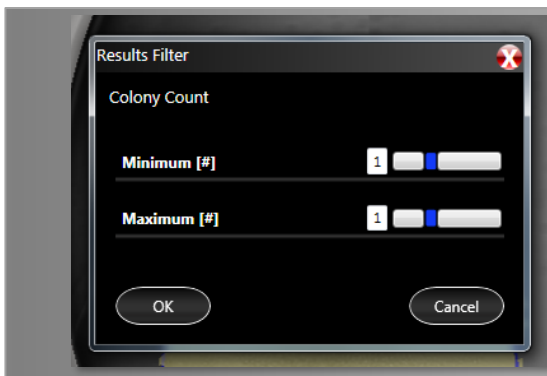 Results Filter
Colony Count
Minimum [#] 1
Maximum [#] 1
OK Cancel